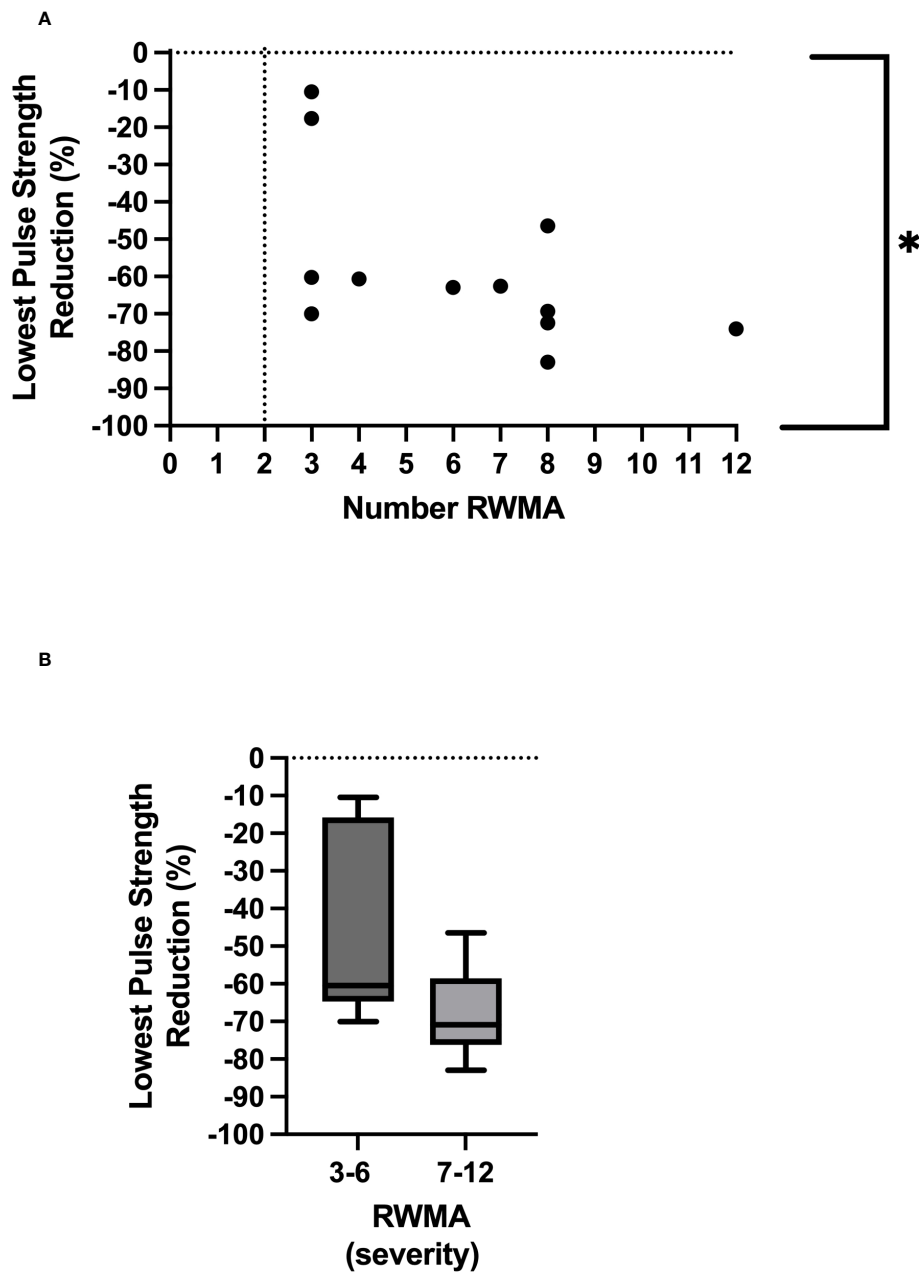 A
Lowest Pulse Strength
Reduction (%)
0
-10
-20
-30
-40
-50
-60
-70
-80
-90
-100
0 1 2 3 4 5 6 7 8 9 10 11 12
Number RWMA
*
B
Lowest Pulse Strength
Reduction (%)
0
-10
-20
-30
-40
-50
-60
-70
-80
-90
-100
3-6 7-12
RWMA
(severity)